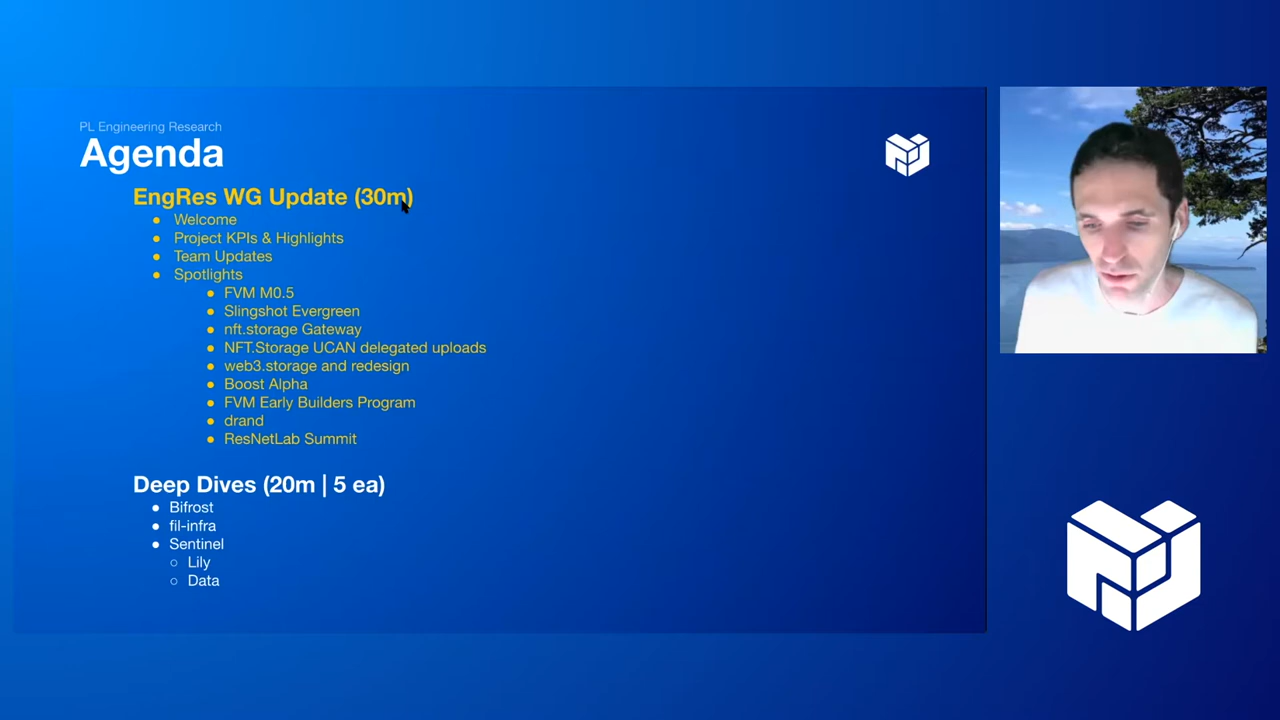 PL Engineering Research
Agenda
EngRes WG Update (30m)
● Welcome
● Project KPIs & Highlights
● Team Updates
● Spotlights
● FVM M0.5
● Slingshot Evergreen
● nft.storage Gateway
● NFT.Storage UCAN delegated uploads
● web3.storage and redesign
● Boost Alpha
● FVM Early Builders Program
● drand
● ResNetLab Summit
Deep Dives (20m | 5 ea)
● Bifrost
● fil-infra
● Sentinel
○ Lily
○ Data